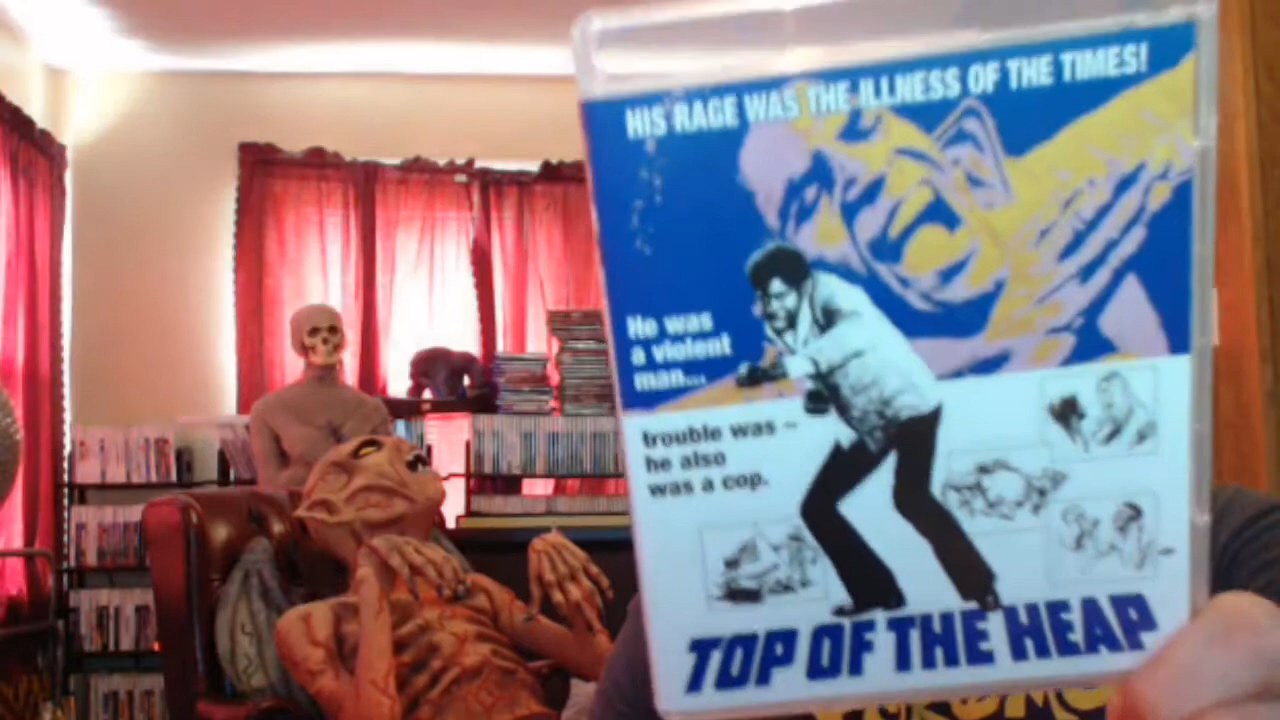 HIS RAGE WAS THE ILLNESS OF THE TIMES!
He was
a violent
man...
trouble was –
he also
was a cop.
TOP OF THE HEAP